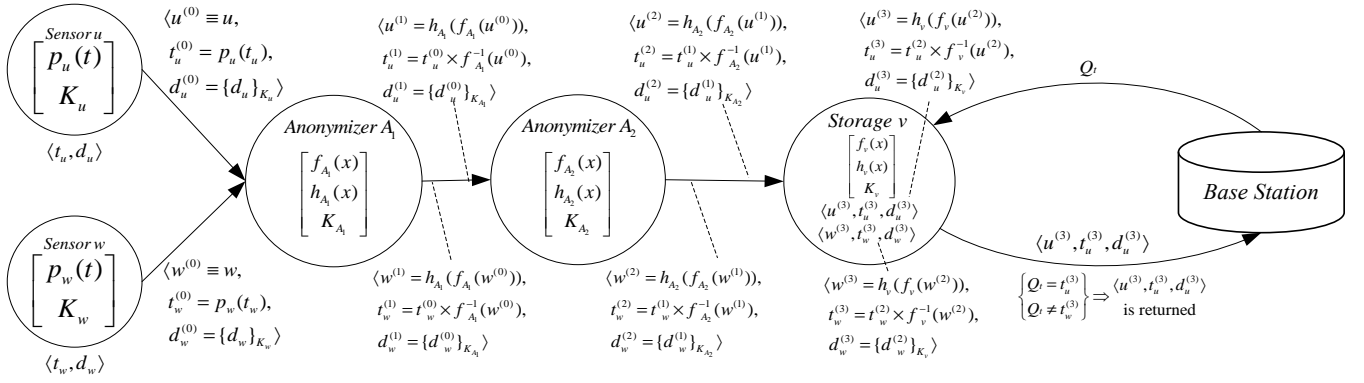 Sensor u
[p_u(t)
K_u]
⟨t_u, d_u⟩
⟨u^(0) ≡ u,
t_u^(0) = p_u(t_u),
d_u^(0) = {d_u}_{K_u}⟩
Sensor w
[p_w(t)
K_w]
⟨t_w, d_w⟩
⟨w^(0) ≡ w,
t_w^(0) = p_w(t_w),
d_w^(0) = {d_w}_{K_w}⟩
Anonymizer A_1
[f_{A_1}(x)
h_{A_1}(x)
K_{A_1}]
⟨u^(1) = h_{A_1}(f_{A_1}(u^(0))),
t_u^(1) = t_u^(0) × f_{A_1}^{-1}(u^(0)),
d_u^(1) = {d_u^(0)}_{K_{A_1}}⟩
⟨w^(1) = h_{A_1}(f_{A_1}(w^(0))),
t_w^(1) = t_w^(0) × f_{A_1}^{-1}(w^(0)),
d_w^(1) = {d_w^(0)}_{K_{A_1}}⟩
Anonymizer A_2
[f_{A_2}(x)
h_{A_2}(x)
K_{A_2}]
⟨u^(2) = h_{A_2}(f_{A_2}(u^(1))),
t_u^(2) = t_u^(1) × f_{A_2}^{-1}(u^(1)),
d_u^(2) = {d_u^(1)}_{K_{A_2}}⟩
⟨w^(2) = h_{A_2}(f_{A_2}(w^(1))),
t_w^(2) = t_w^(1) × f_{A_2}^{-1}(w^(1)),
d_w^(2) = {d_w^(1)}_{K_{A_2}}⟩
Storage v
[f_v(x)
h_v(x)
K_v]
⟨u^(3), t_u^(3), d_u^(3)⟩
⟨w^(3), t_w^(3), d_w^(3)⟩
⟨u^(3) = h_v(f_v(u^(2))),
t_u^(3) = t_u^(2) × f_v^{-1}(u^(2)),
d_u^(3) = {d_u^(2)}_{K_v}⟩
⟨w^(3) = h_v(f_v(w^(2))),
t_w^(3) = t_w^(2) × f_v^{-1}(w^(2)),
d_w^(3) = {d_w^(2)}_{K_v}⟩
Q_t
Base Station
⟨u^(3), t_u^(3), d_u^(3)⟩
{Q_t = t_u^(3)
Q_t ≠ t_w^(3)} ⇒ ⟨u^(3), t_u^(3), d_u^(3)⟩
is returned